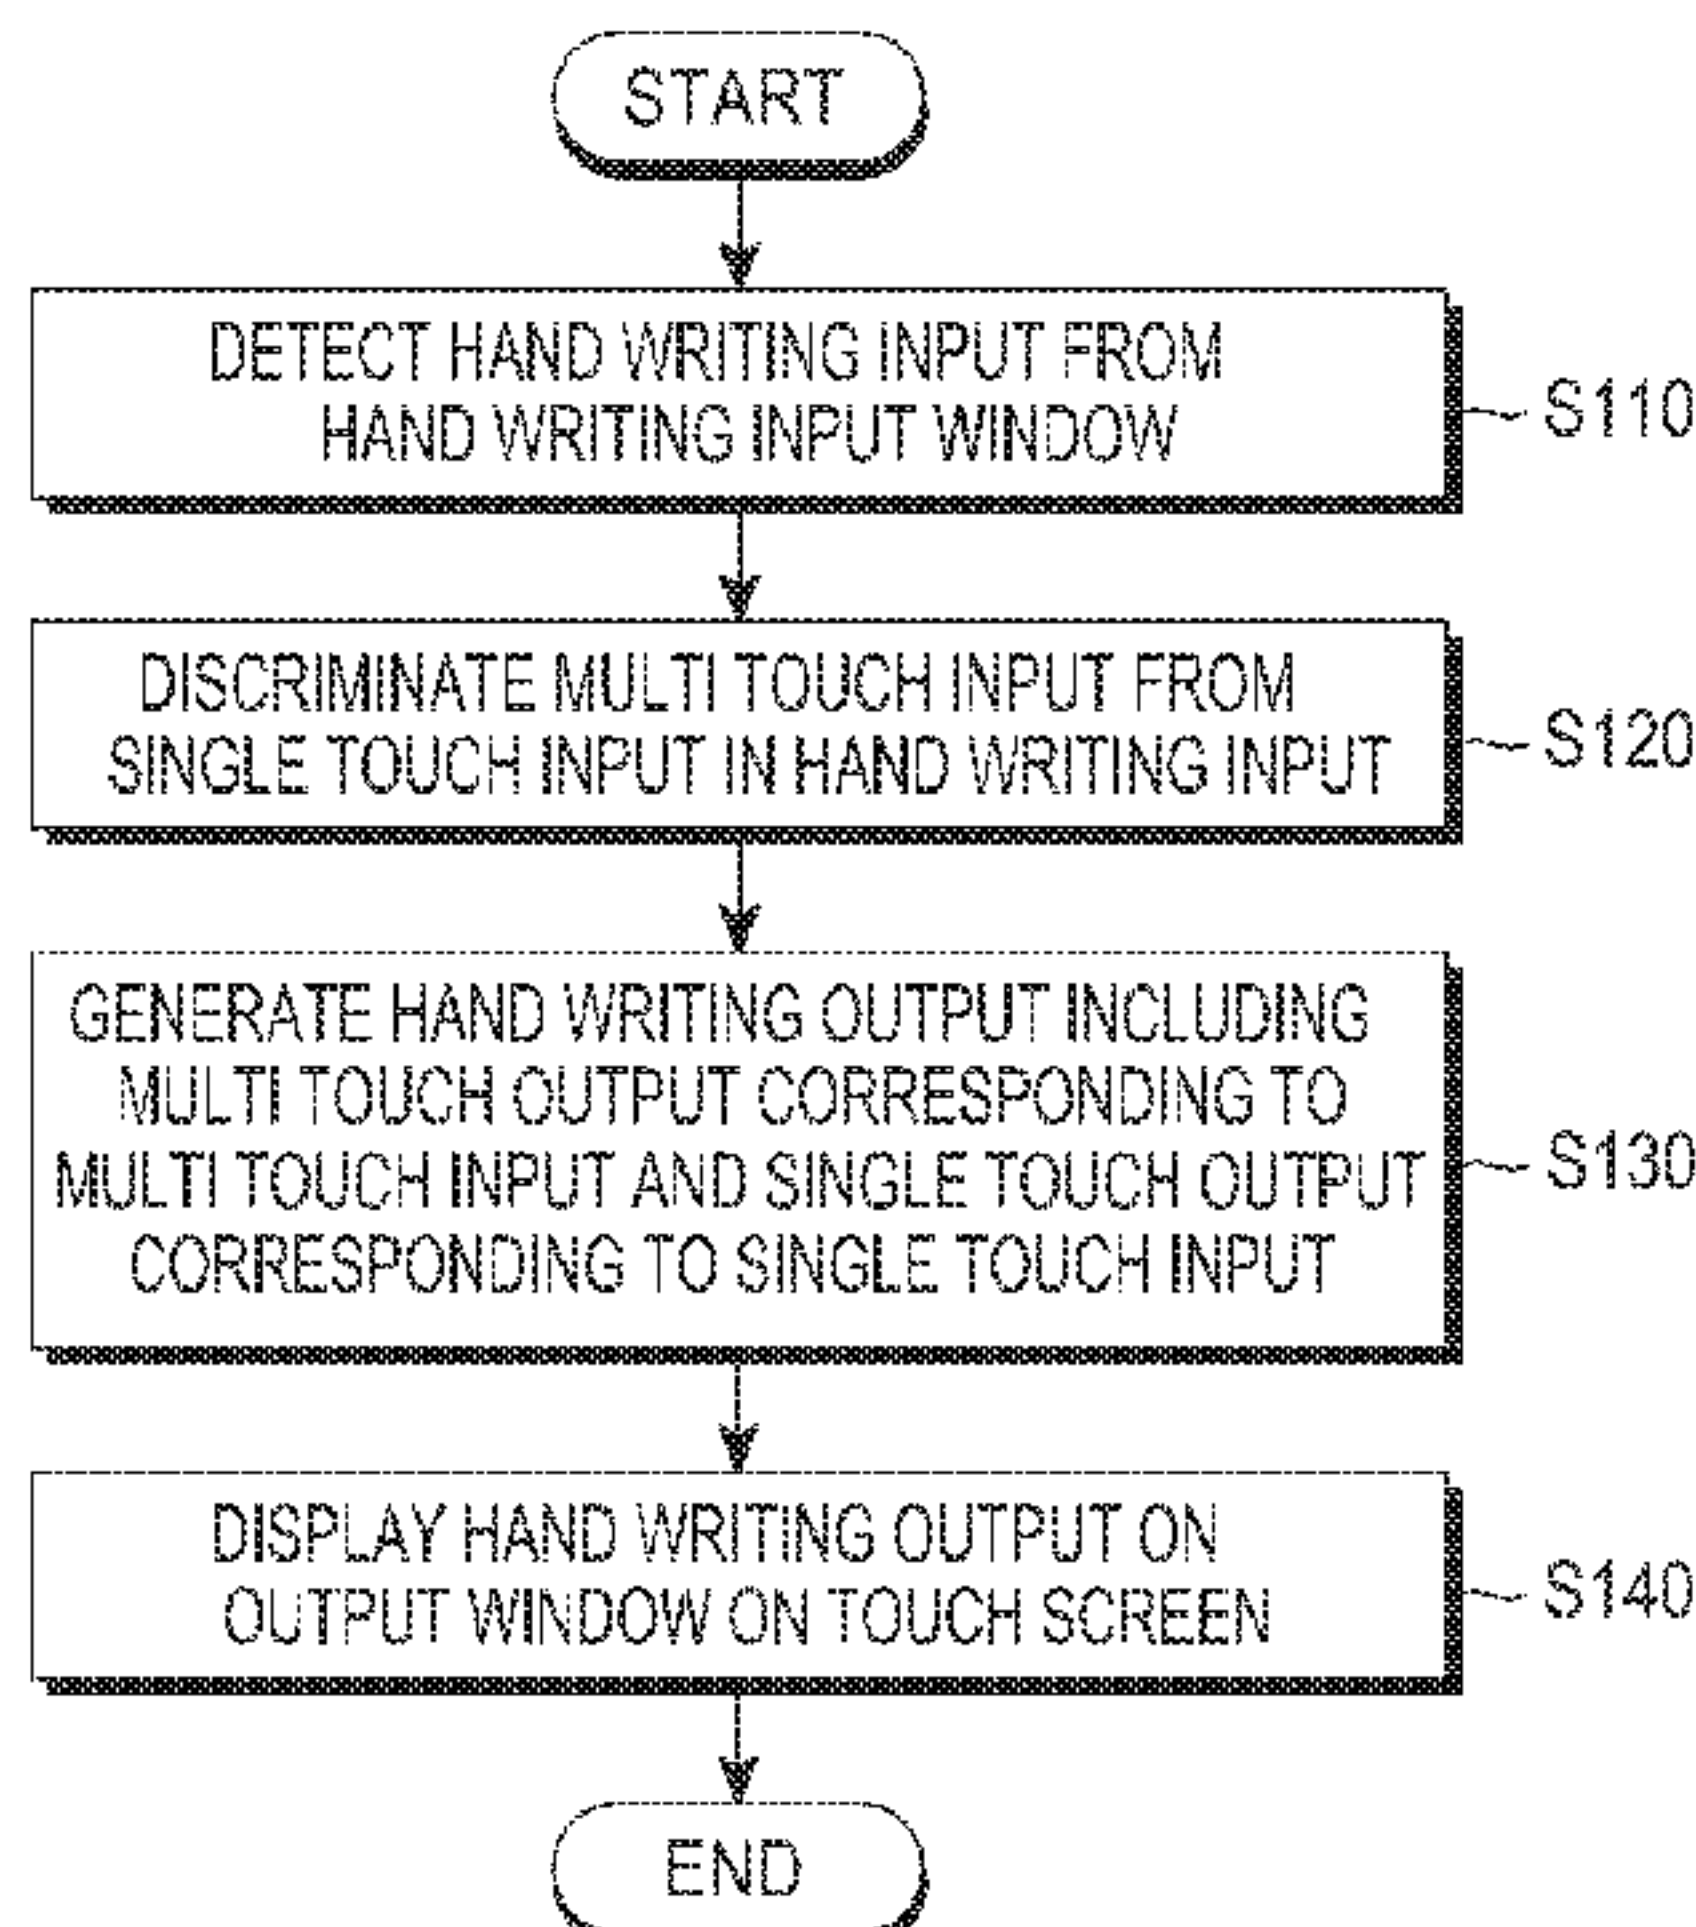 START
DETECT HAND WRITING INPUT FROM
HAND WRITING INPUT WINDOW
S110
DISCRIMINATE MULTI TOUCH INPUT FROM
SINGLE TOUCH INPUT IN HAND WRITING INPUT
S120
GENERATE HAND WRITING OUTPUT INCLUDING
MULTI TOUCH OUTPUT CORRESPONDING TO
MULTI TOUCH INPUT AND SINGLE TOUCH OUTPUT
CORRESPONDING TO SINGLE TOUCH INPUT
S130
DISPLAY HAND WRITING OUTPUT ON
OUTPUT WINDOW ON TOUCH SCREEN
S140
END